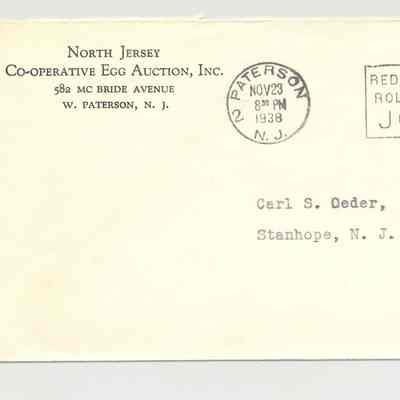 North Jersey
Co-operative Egg Auction, Inc.
582 Mc Bride Avenue
W. Paterson, N. J.
PATERSON
2
NOV 23
8 30 PM
1938
N. J.
RED
ROL
J
Carl S. Oeder,
Stanhope, N. J.